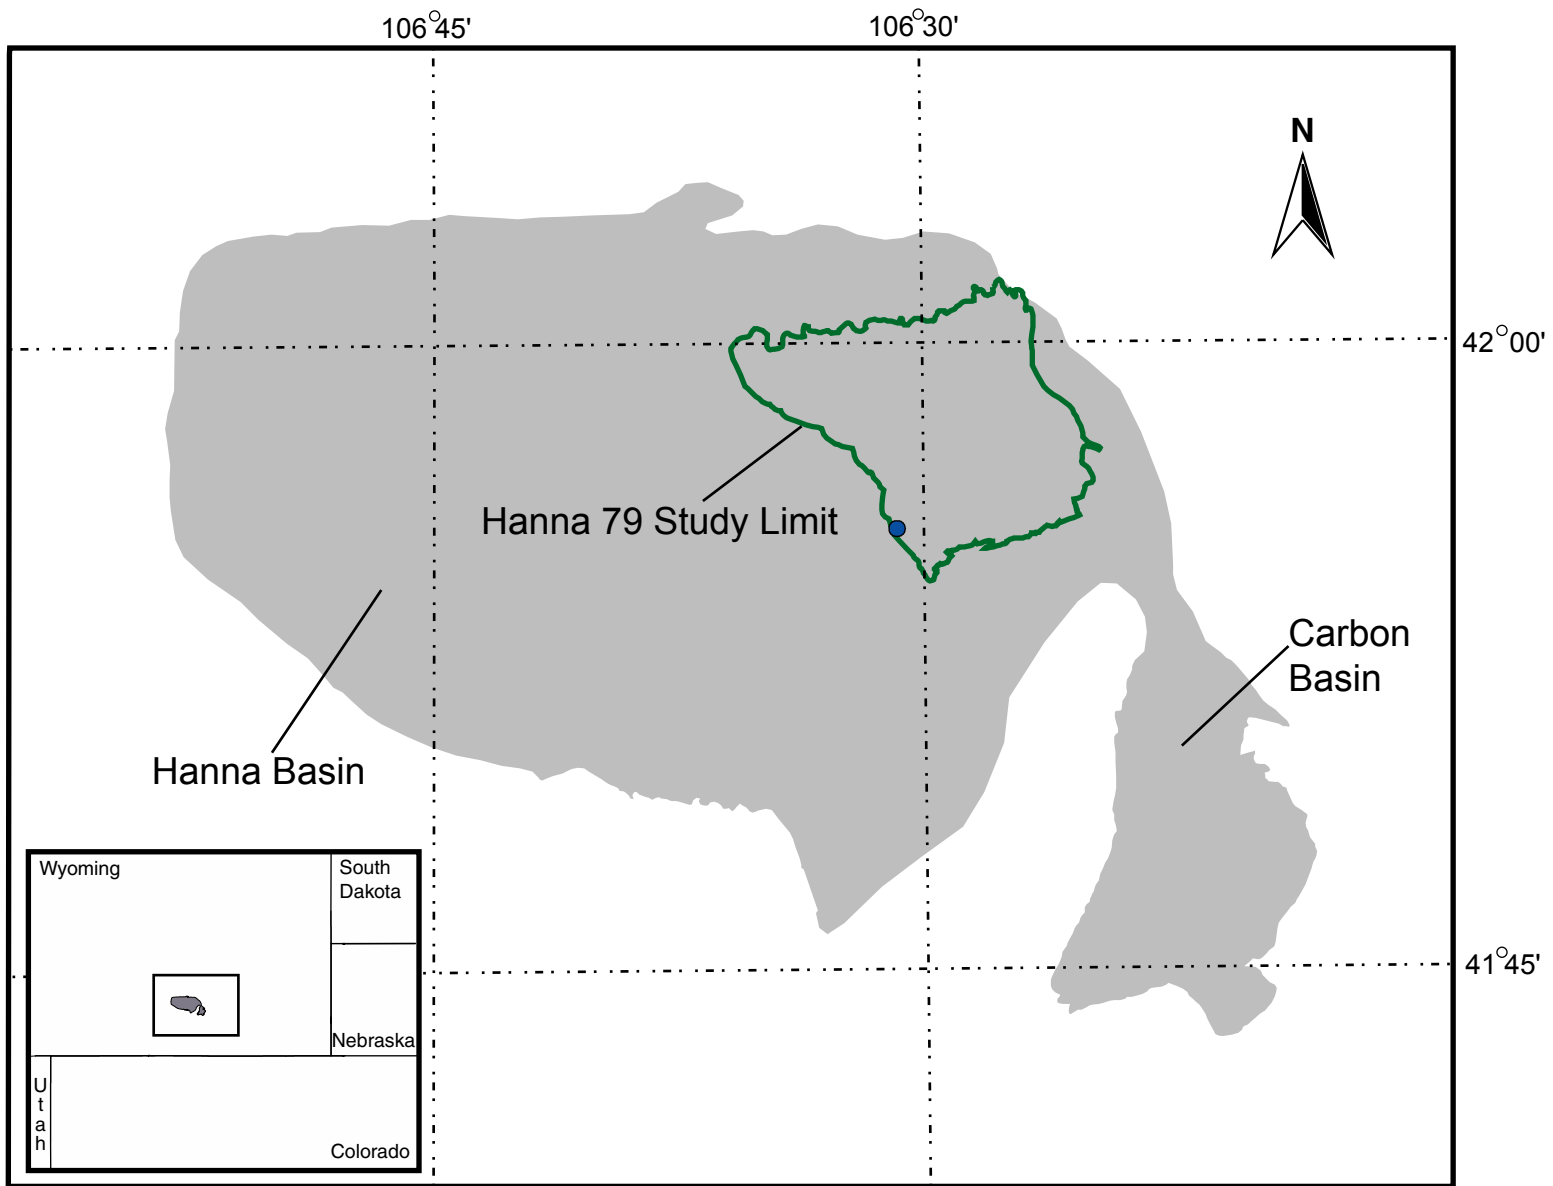 106°45'
106°30'
N
42°00'
Hanna 79 Study Limit
Carbon
Basin
Hanna Basin
Wyoming
South
Dakota
41°45'
Nebraska
Utah
Colorado